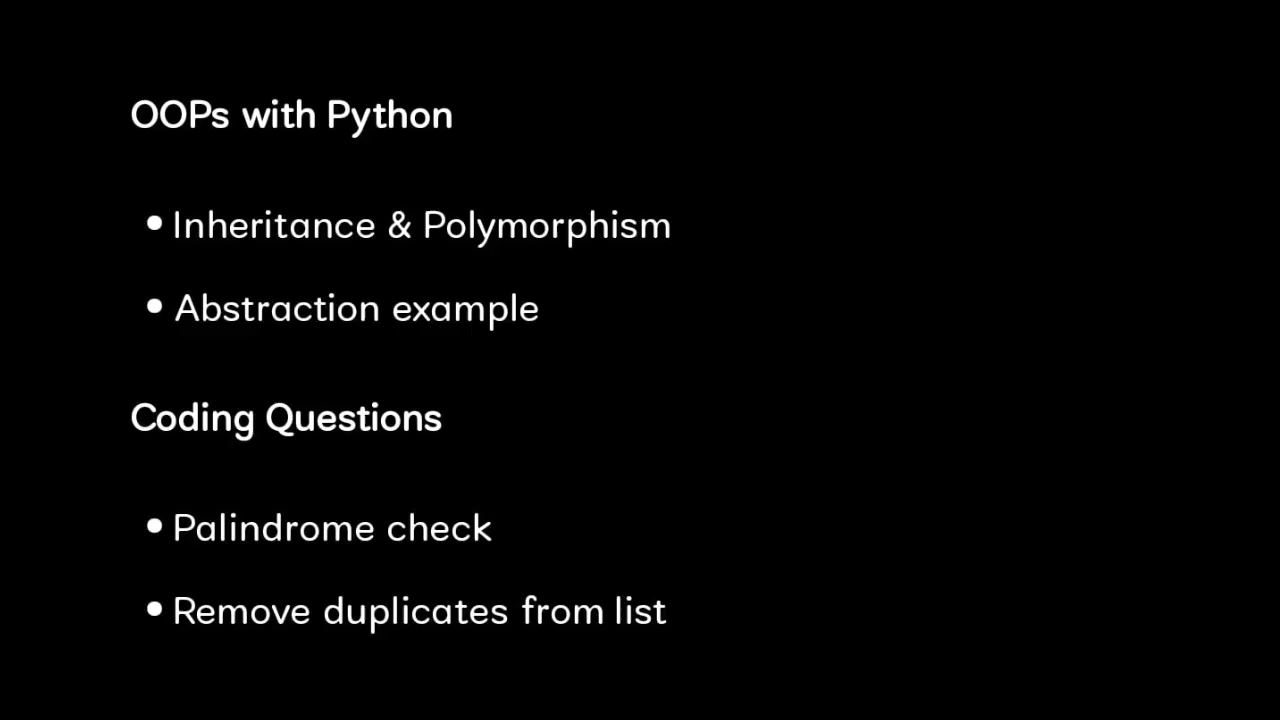 OOPs with Python
• Inheritance & Polymorphism
• Abstraction example
Coding Questions
• Palindrome check
• Remove duplicates from list